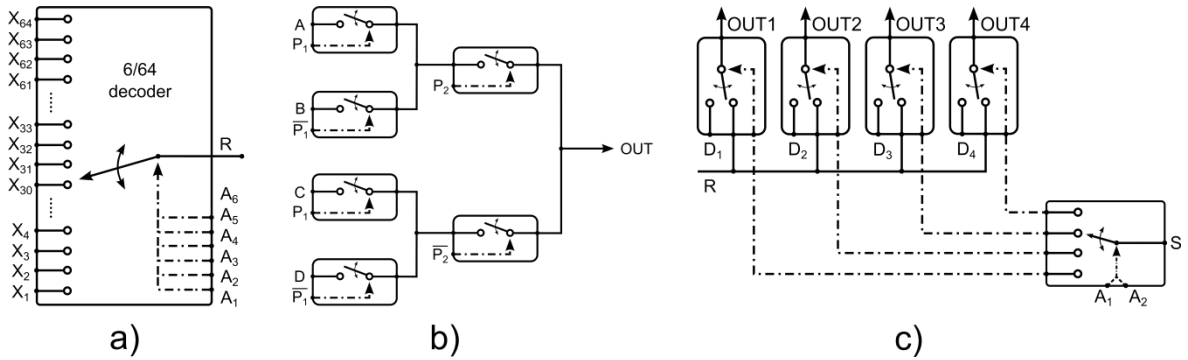 X64
X63
X62
X61
X33
X32
X31
X30
X4
X3
X2
X1
6/64
decoder
R
A6
A5
A4
A3
A2
A1
a)
A
P1
B
P̅1
C
P1
D
P̅1
P2
P̅2
OUT
b)
OUT1 OUT2 OUT3 OUT4
D1 D2 D3 D4
R
S
A1 A2
c)